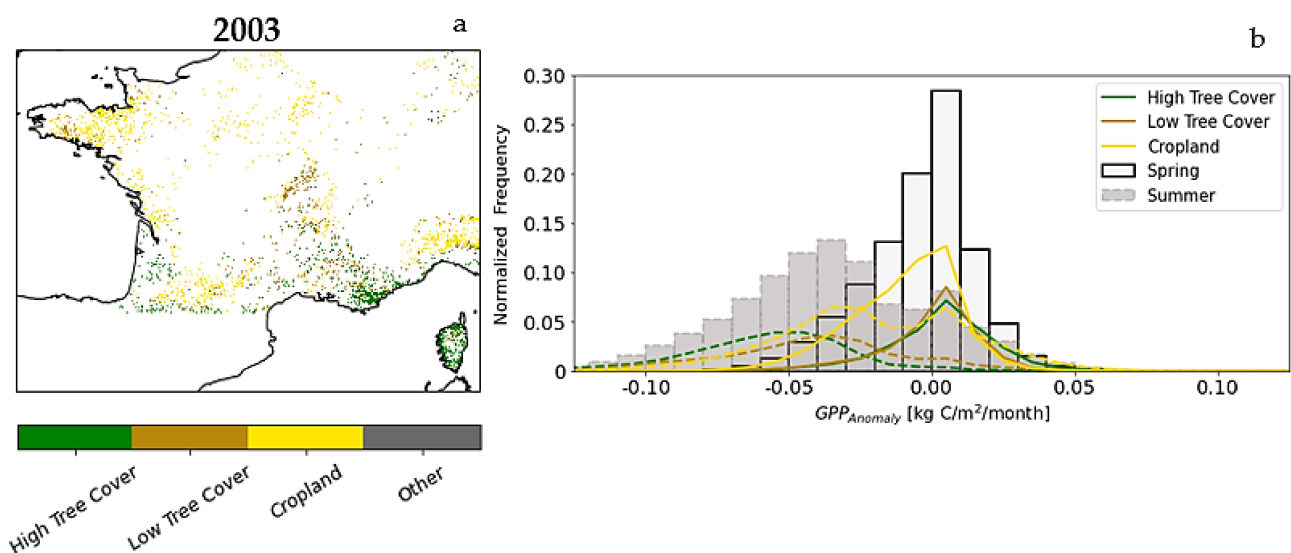 2003
a
High Tree Cover
Low Tree Cover
Cropland
Other
b
Normalized Frequency
0.30
0.25
0.20
0.15
0.10
0.05
0
High Tree Cover
Low Tree Cover
Cropland
Spring
Summer
-0.10
-0.05
0.00
0.05
0.10
GPPAnomaly [kg C/m²/month]